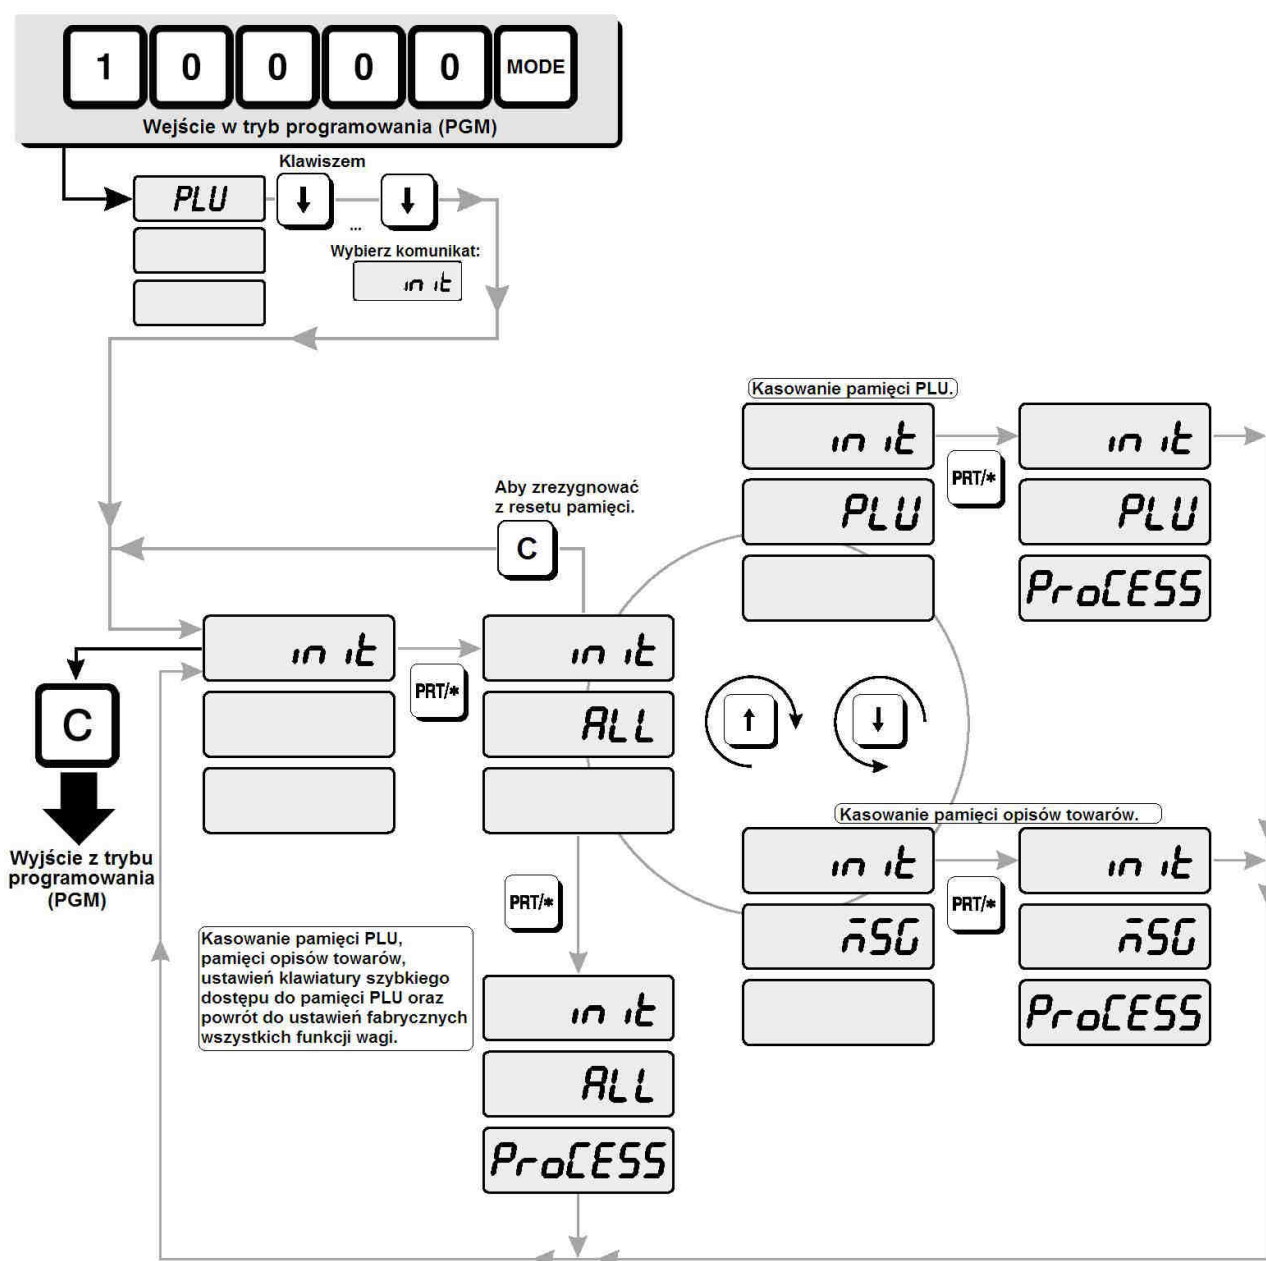 1 0 0 0 0 MODE
Wejście w tryb programowania (PGM)
Klawiszem
PLU
...
Wybierz komunikat:
init
Kasowanie pamięci PLU.
init
init
PRT/*
PLU
PLU
ProCESS
Aby zrezygnować
z resetu pamięci.
C
init
init
PRT/*
ALL
C
Wyjście z trybu
programowania
(PGM)
Kasowanie pamięci opisów towarów.
init
init
PRT/*
PRT/*
n̄SG
n̄SG
ProCESS
Kasowanie pamięci PLU,
pamięci opisów towarów,
ustawień klawiatury szybkiego
dostępu do pamięci PLU oraz
powrót do ustawień fabrycznych
wszystkich funkcji wagi.
init
ALL
ProCESS